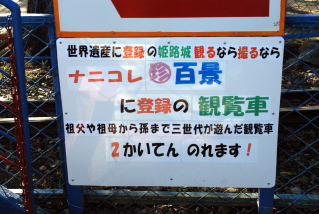 世界遺産に登録の姫路城 観るなら撮るなら
ナニコレ珍百景
に登録の 観覧車
祖父や祖母から孫まで三世代が遊んだ観覧車
2かいてん のれます!